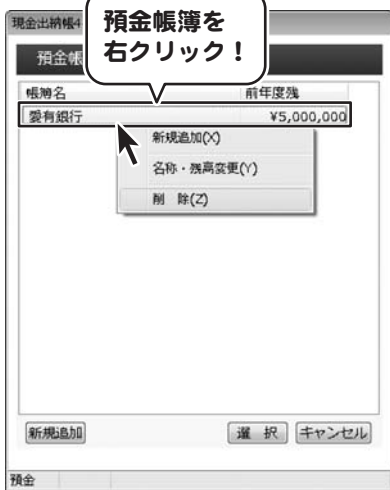 現金出納帳4
預金帳簿を
右クリック！
預金帳
帳簿名 前年度残
愛有銀行 ¥5,000,000
新規追加(X)
名称・残高変更(Y)
削　除(Z)
新規追加 選　択 キャンセル
預金